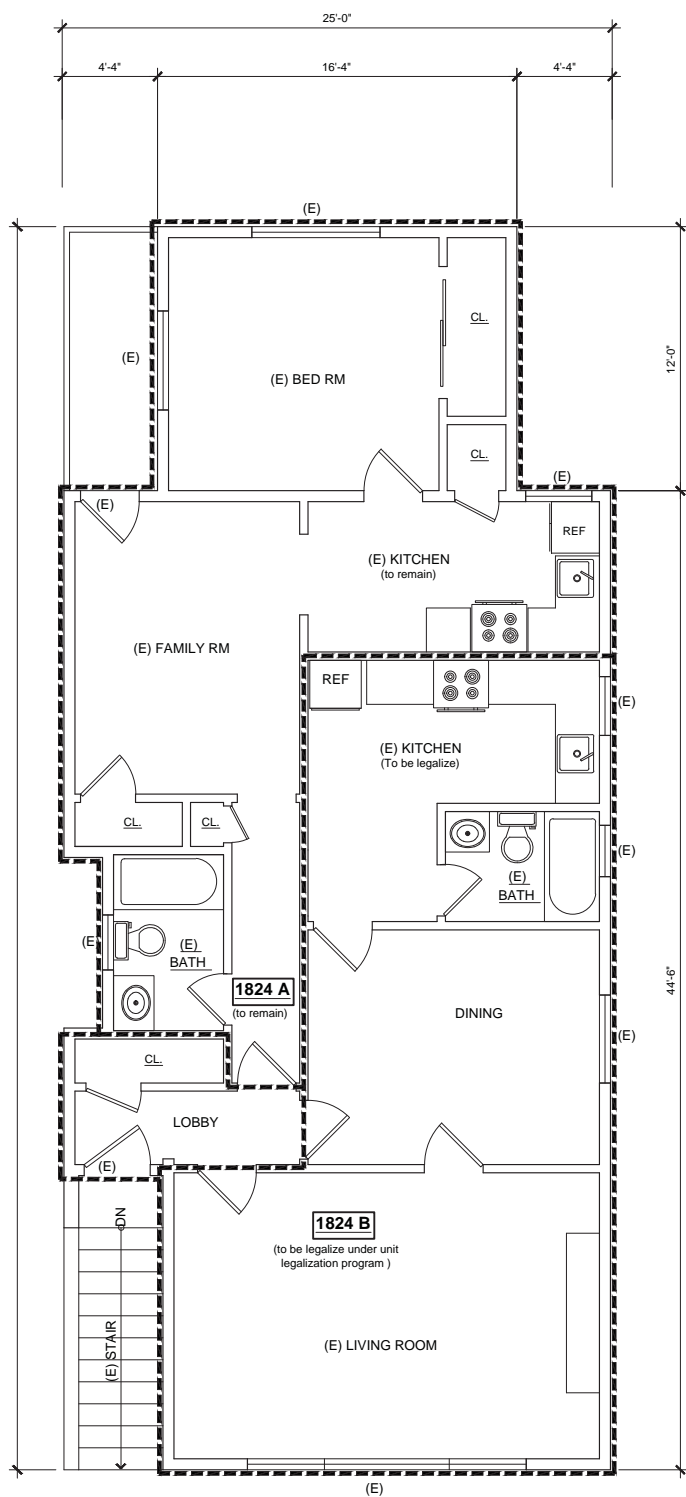 25'-0"
4'-4"
16'-4"
4'-4"
(E)
12'-0"
CL.
(E)
(E) BED RM
CL.
(E)
(E)
REF
(E) KITCHEN
(to remain)
(E) FAMILY RM
REF
(E)
(E) KITCHEN
(To be legalize)
CL.
CL.
(E)
(E)
BATH
(E)
(E)
BATH
1824 A
(to remain)
44'-6"
DINING
(E)
CL.
LOBBY
(E)
DN
1824 B
(to be legalize under unit
legalization program )
(E) STAIR
(E) LIVING ROOM
(E)